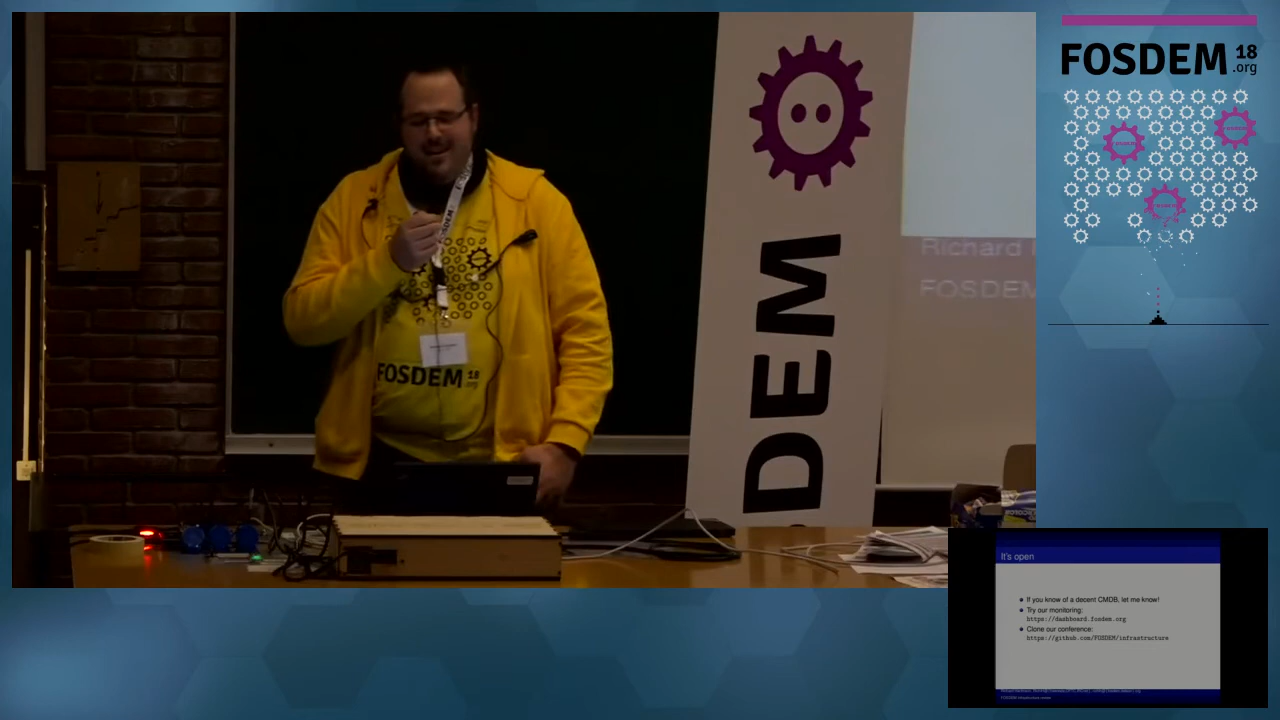 FOSDEM 18
.org
Richard
FOSDEM
DEM
FOSDEM 18
.org
It's open
If you know of a decent CMDB, let me know!
Try our monitoring:
https://dashboard.fosdem.org
Clone our conference:
https://github.com/FOSDEM/infrastructure